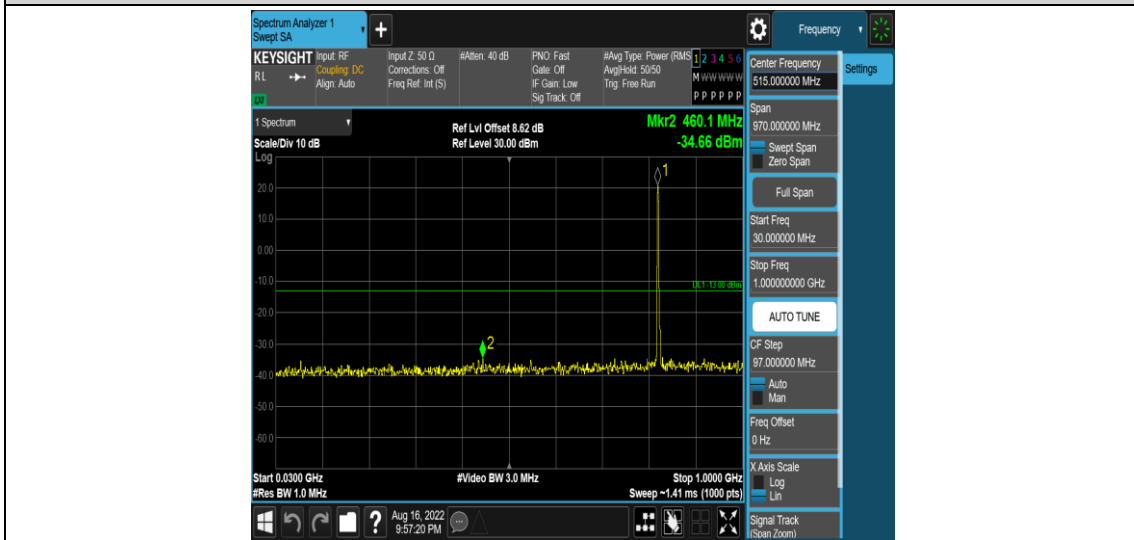 Spectrum Analyzer 1
Swept SA
Frequency
KEYSIGHT
RL
Input: RF
Coupling: DC
Align: Auto
Input Z: 50 Ω
Corrections: Off
Freq Ref: Int (S)
#Atten: 40 dB
PNO: Fast
Gate: Off
IF Gain: Low
Sig Track: Off
#Avg Type: Power (RMS
Avg|Hold: 50/50
Trig: Free Run
1 2 3 4 5 6
M W W W W W
P P P P P P
Settings
1 Spectrum
Scale/Div 10 dB
Ref Lvl Offset 8.62 dB
Ref Level 30.00 dBm
Mkr2 460.1 MHz
-34.66 dBm
Log
20.0
10.0
0.00
-10.0
-20.0
-30.0
-40.0
-50.0
-60.0
1
2
DL1 -13.00 dBm
Start 0.0300 GHz
#Res BW 1.0 MHz
#Video BW 3.0 MHz
Stop 1.0000 GHz
Sweep ~1.41 ms (1000 pts)
Center Frequency
515.000000 MHz
Span
970.000000 MHz
Swept Span
Zero Span
Full Span
Start Freq
30.000000 MHz
Stop Freq
1.000000000 GHz
AUTO TUNE
CF Step
97.000000 MHz
Auto
Man
Freq Offset
0 Hz
X Axis Scale
Log
Lin
Signal Track
(Span Zoom)
?
Aug 16, 2022
9:57:20 PM